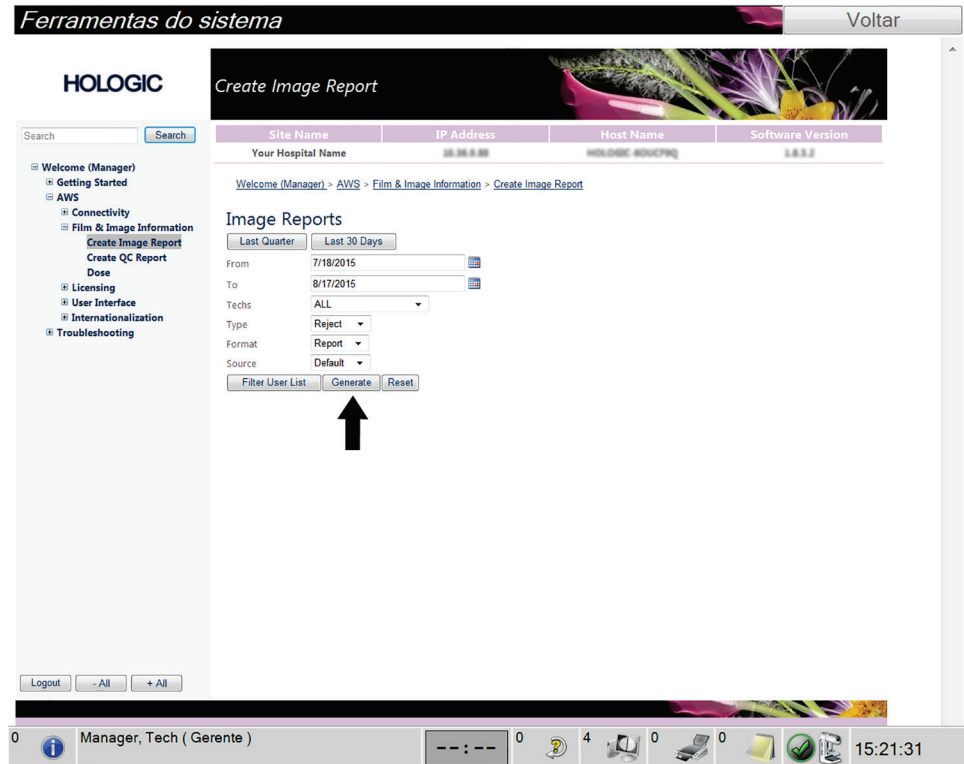 Ferramentas do sistema
Voltar
HOLOGIC
Create Image Report
Search
Search
Site Name IP Address Host Name Software Version
Your Hospital Name
Welcome (Manager)
Getting Started
AWS
Connectivity
Film & Image Information
Create Image Report
Create QC Report
Dose
Licensing
User Interface
Internationalization
Troubleshooting
Welcome (Manager) > AWS > Film & Image Information > Create Image Report
Image Reports
Last Quarter Last 30 Days
From 7/18/2015
To 8/17/2015
Techs ALL
Type Reject
Format Report
Source Default
Filter User List Generate Reset
Logout - All + All
0 Manager, Tech ( Gerente ) --:-- 0 4 0 0 15:21:31